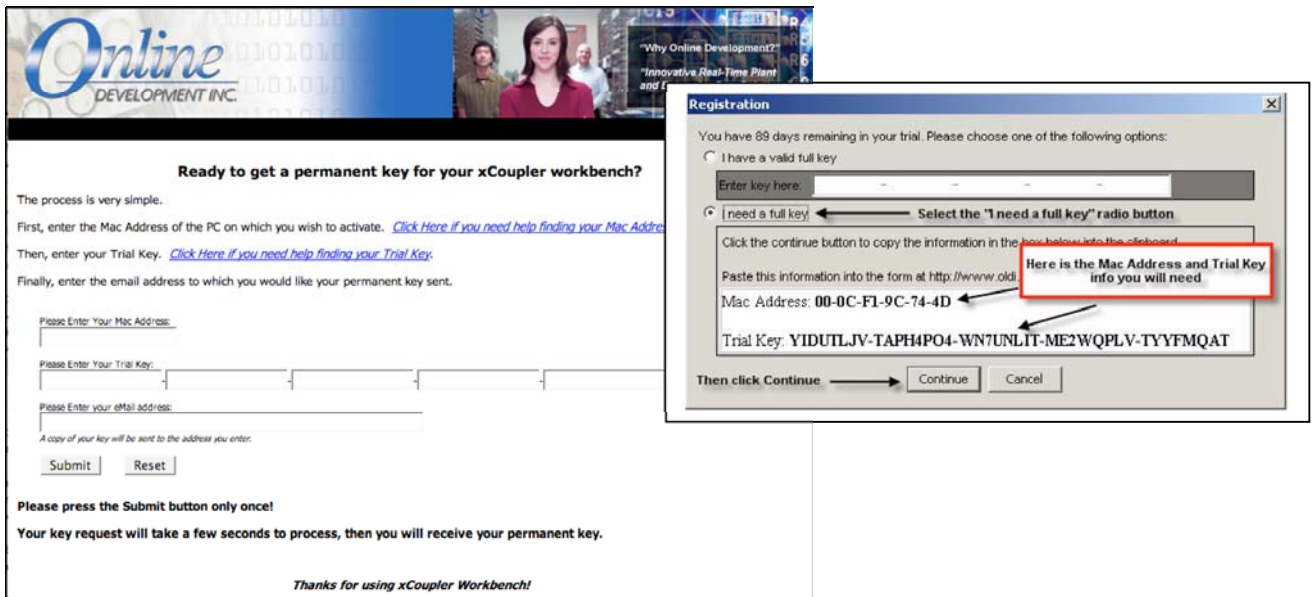 Online
DEVELOPMENT INC.
"Why Online Development?"
"Innovative Real-Time Plant
and
Ready to get a permanent key for your xCoupler workbench?
The process is very simple.
First, enter the Mac Address of the PC on which you wish to activate. Click Here if you need help finding your Mac
Then, enter your Trial Key. Click Here if you need help finding your Trial Key.
Finally, enter the email address to which you would like your permanent key sent.
Please Enter Your Mac Address:
Please Enter Your Trial Key:
- - - -
Please Enter your eMail address:
A copy of your key will be sent to the address you enter.
Submit Reset
Please press the Submit button only once!
Your key request will take a few seconds to process, then you will receive your permanent key.
Thanks for using xCoupler Workbench!
Registration
You have 89 days remaining in your trial. Please choose one of the following options:
I have a valid full key
Enter key here: - - - -
I need a full key Select the "I need a full key" radio button
Click the continue button to copy the information in the box below into the clipboard
Paste this information into the form at http://www.oldi.
Here is the Mac Address and Trial Key
info you will need
Mac Address: 00-0C-F1-9C-74-4D
Trial Key: YIDUTLJV-TAPH4PO4-WN7UNLIT-ME2WQPLV-TYYFMQAT
Then click Continue Continue Cancel